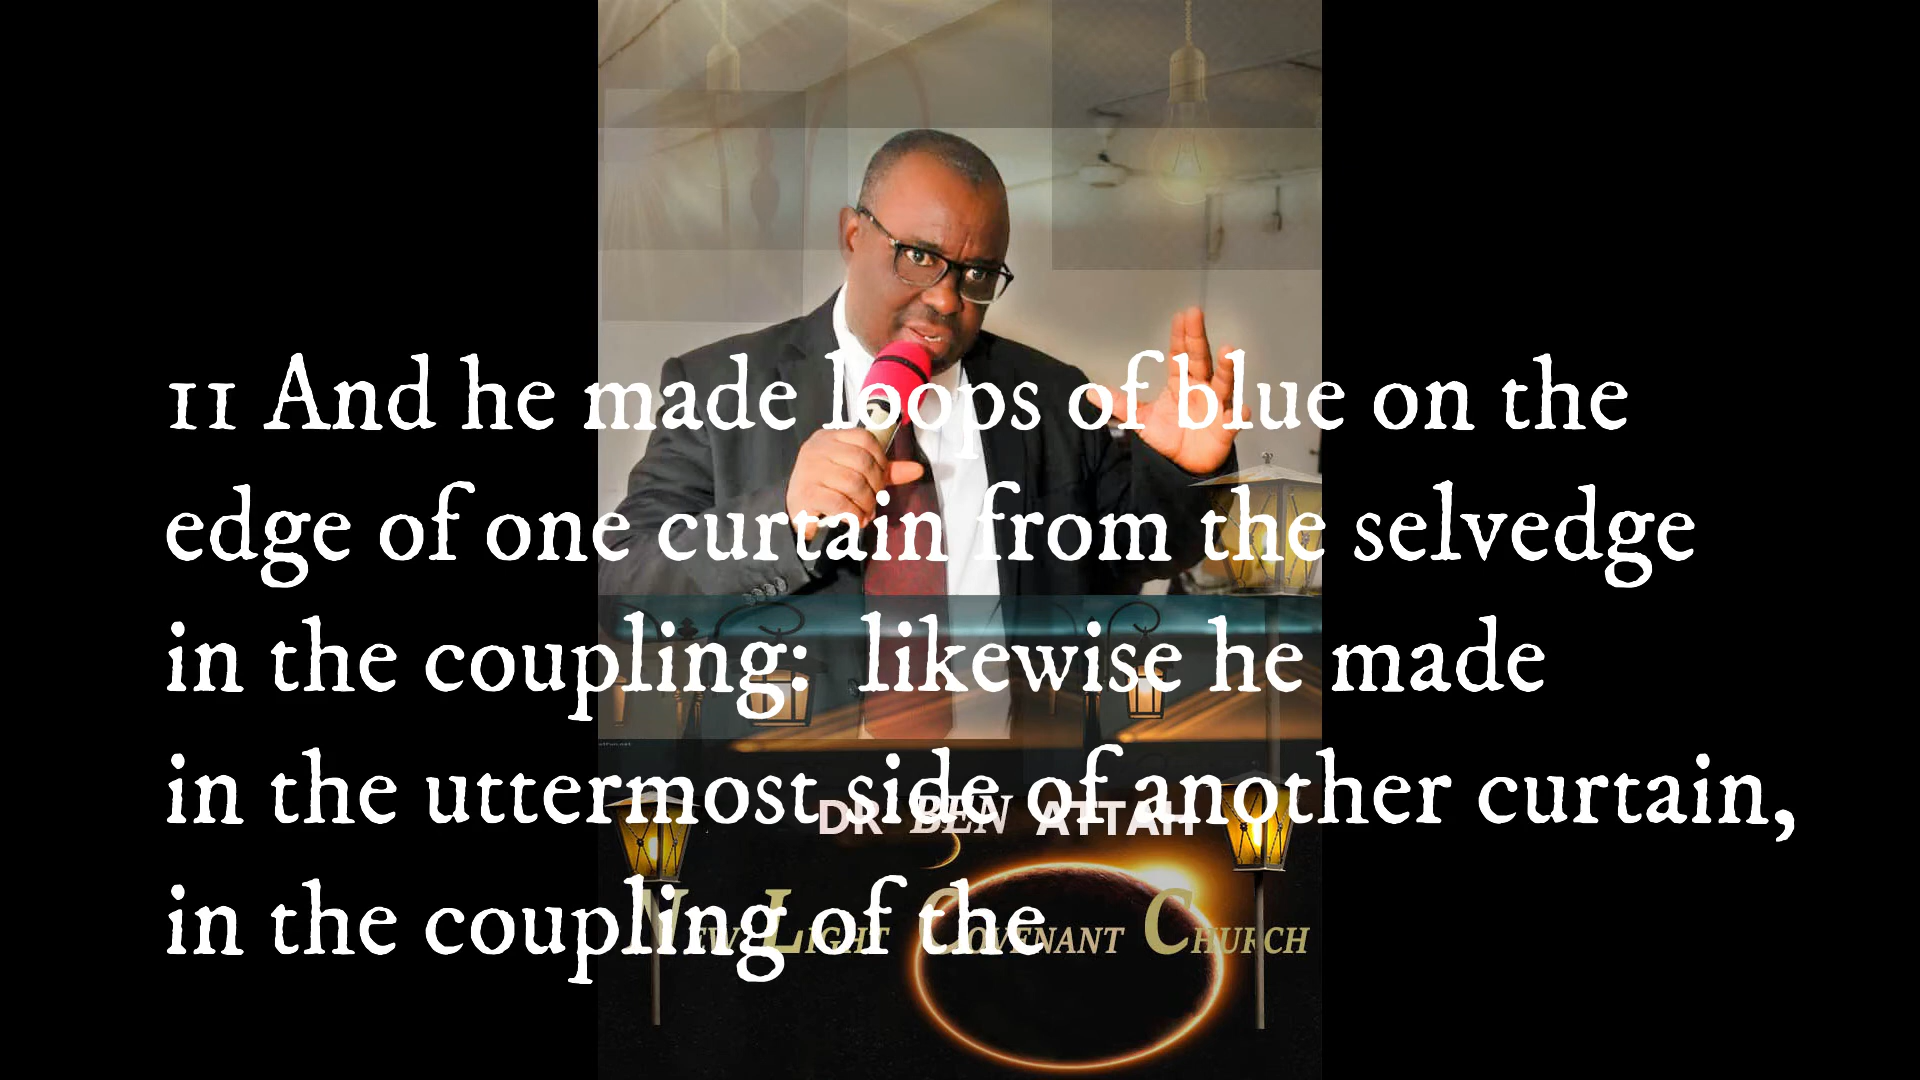 11 And he made loops of blue on the
edge of one curtain from the selvedge
in the coupling: likewise he made
in the uttermost side of another curtain,
in the coupling of the
DR BEN ATTAH
NEW LIGHT COVENANT CHURCH